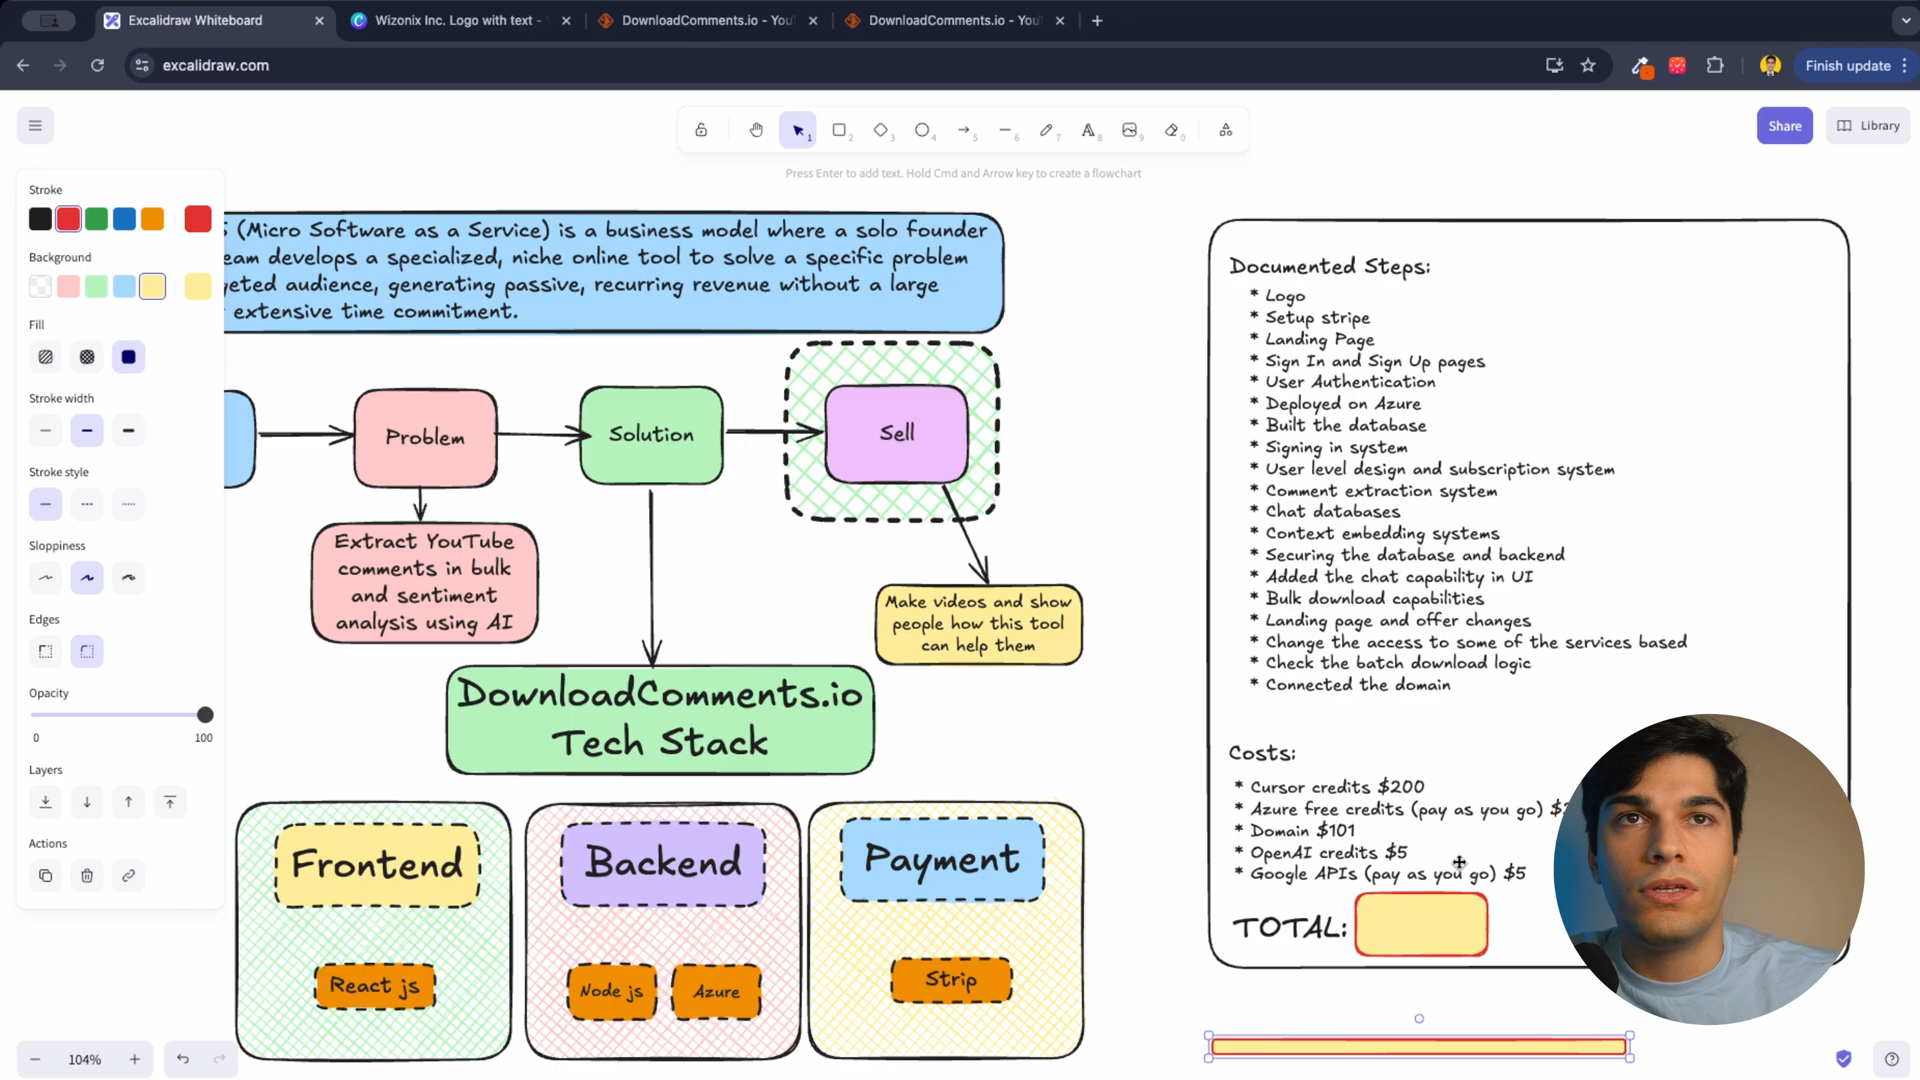 Excalidraw Whiteboard
Wizonix Inc. Logo with text -
DownloadComments.io - You
DownloadComments.io - You
excalidraw.com
Finish update
1
2
3
4
5
6
7
8
9
0
Share
Library
Press Enter to add text. Hold Cmd and Arrow key to create a flowchart
Stroke
Background
Fill
Stroke width
Stroke style
Sloppiness
Edges
Opacity
0
100
Layers
Actions
104%
(Micro Software as a Service) is a business model where a solo founder
develops a specialized, niche online tool to solve a specific problem
audience, generating passive, recurring revenue without a large
extensive time commitment.
Problem
Solution
Sell
Extract YouTube
comments in bulk
and sentiment
analysis using AI
Make videos and show
people how this tool
can help them
DownloadComments.io
Tech Stack
Frontend
React js
Backend
Node js
Azure
Payment
Strip
Documented Steps:
* Logo
* Setup stripe
* Landing Page
* Sign In and Sign Up pages
* User Authentication
* Deployed on Azure
* Built the database
* Signing in system
* User level design and subscription system
* Comment extraction system
* Chat databases
* Context embedding systems
* Securing the database and backend
* Added the chat capability in UI
* Bulk download capabilities
* Landing page and offer changes
* Change the access to some of the services based
* Check the batch download logic
* Connected the domain
Costs:
* Cursor credits $200
* Azure free credits (pay as you go)
* Domain $101
* OpenAI credits $5
* Google APIs (pay as you go) $5
TOTAL: